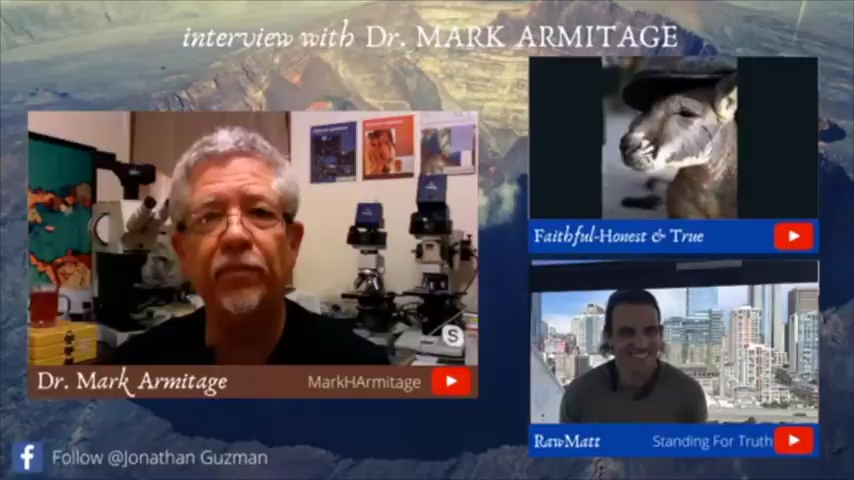 interview with Dr. MARK ARMITAGE
Faithful-Honest & True
Dr. Mark Armitage
MarkHArmitage
RawMatt
Standing For Truth
Follow @Jonathan Guzman